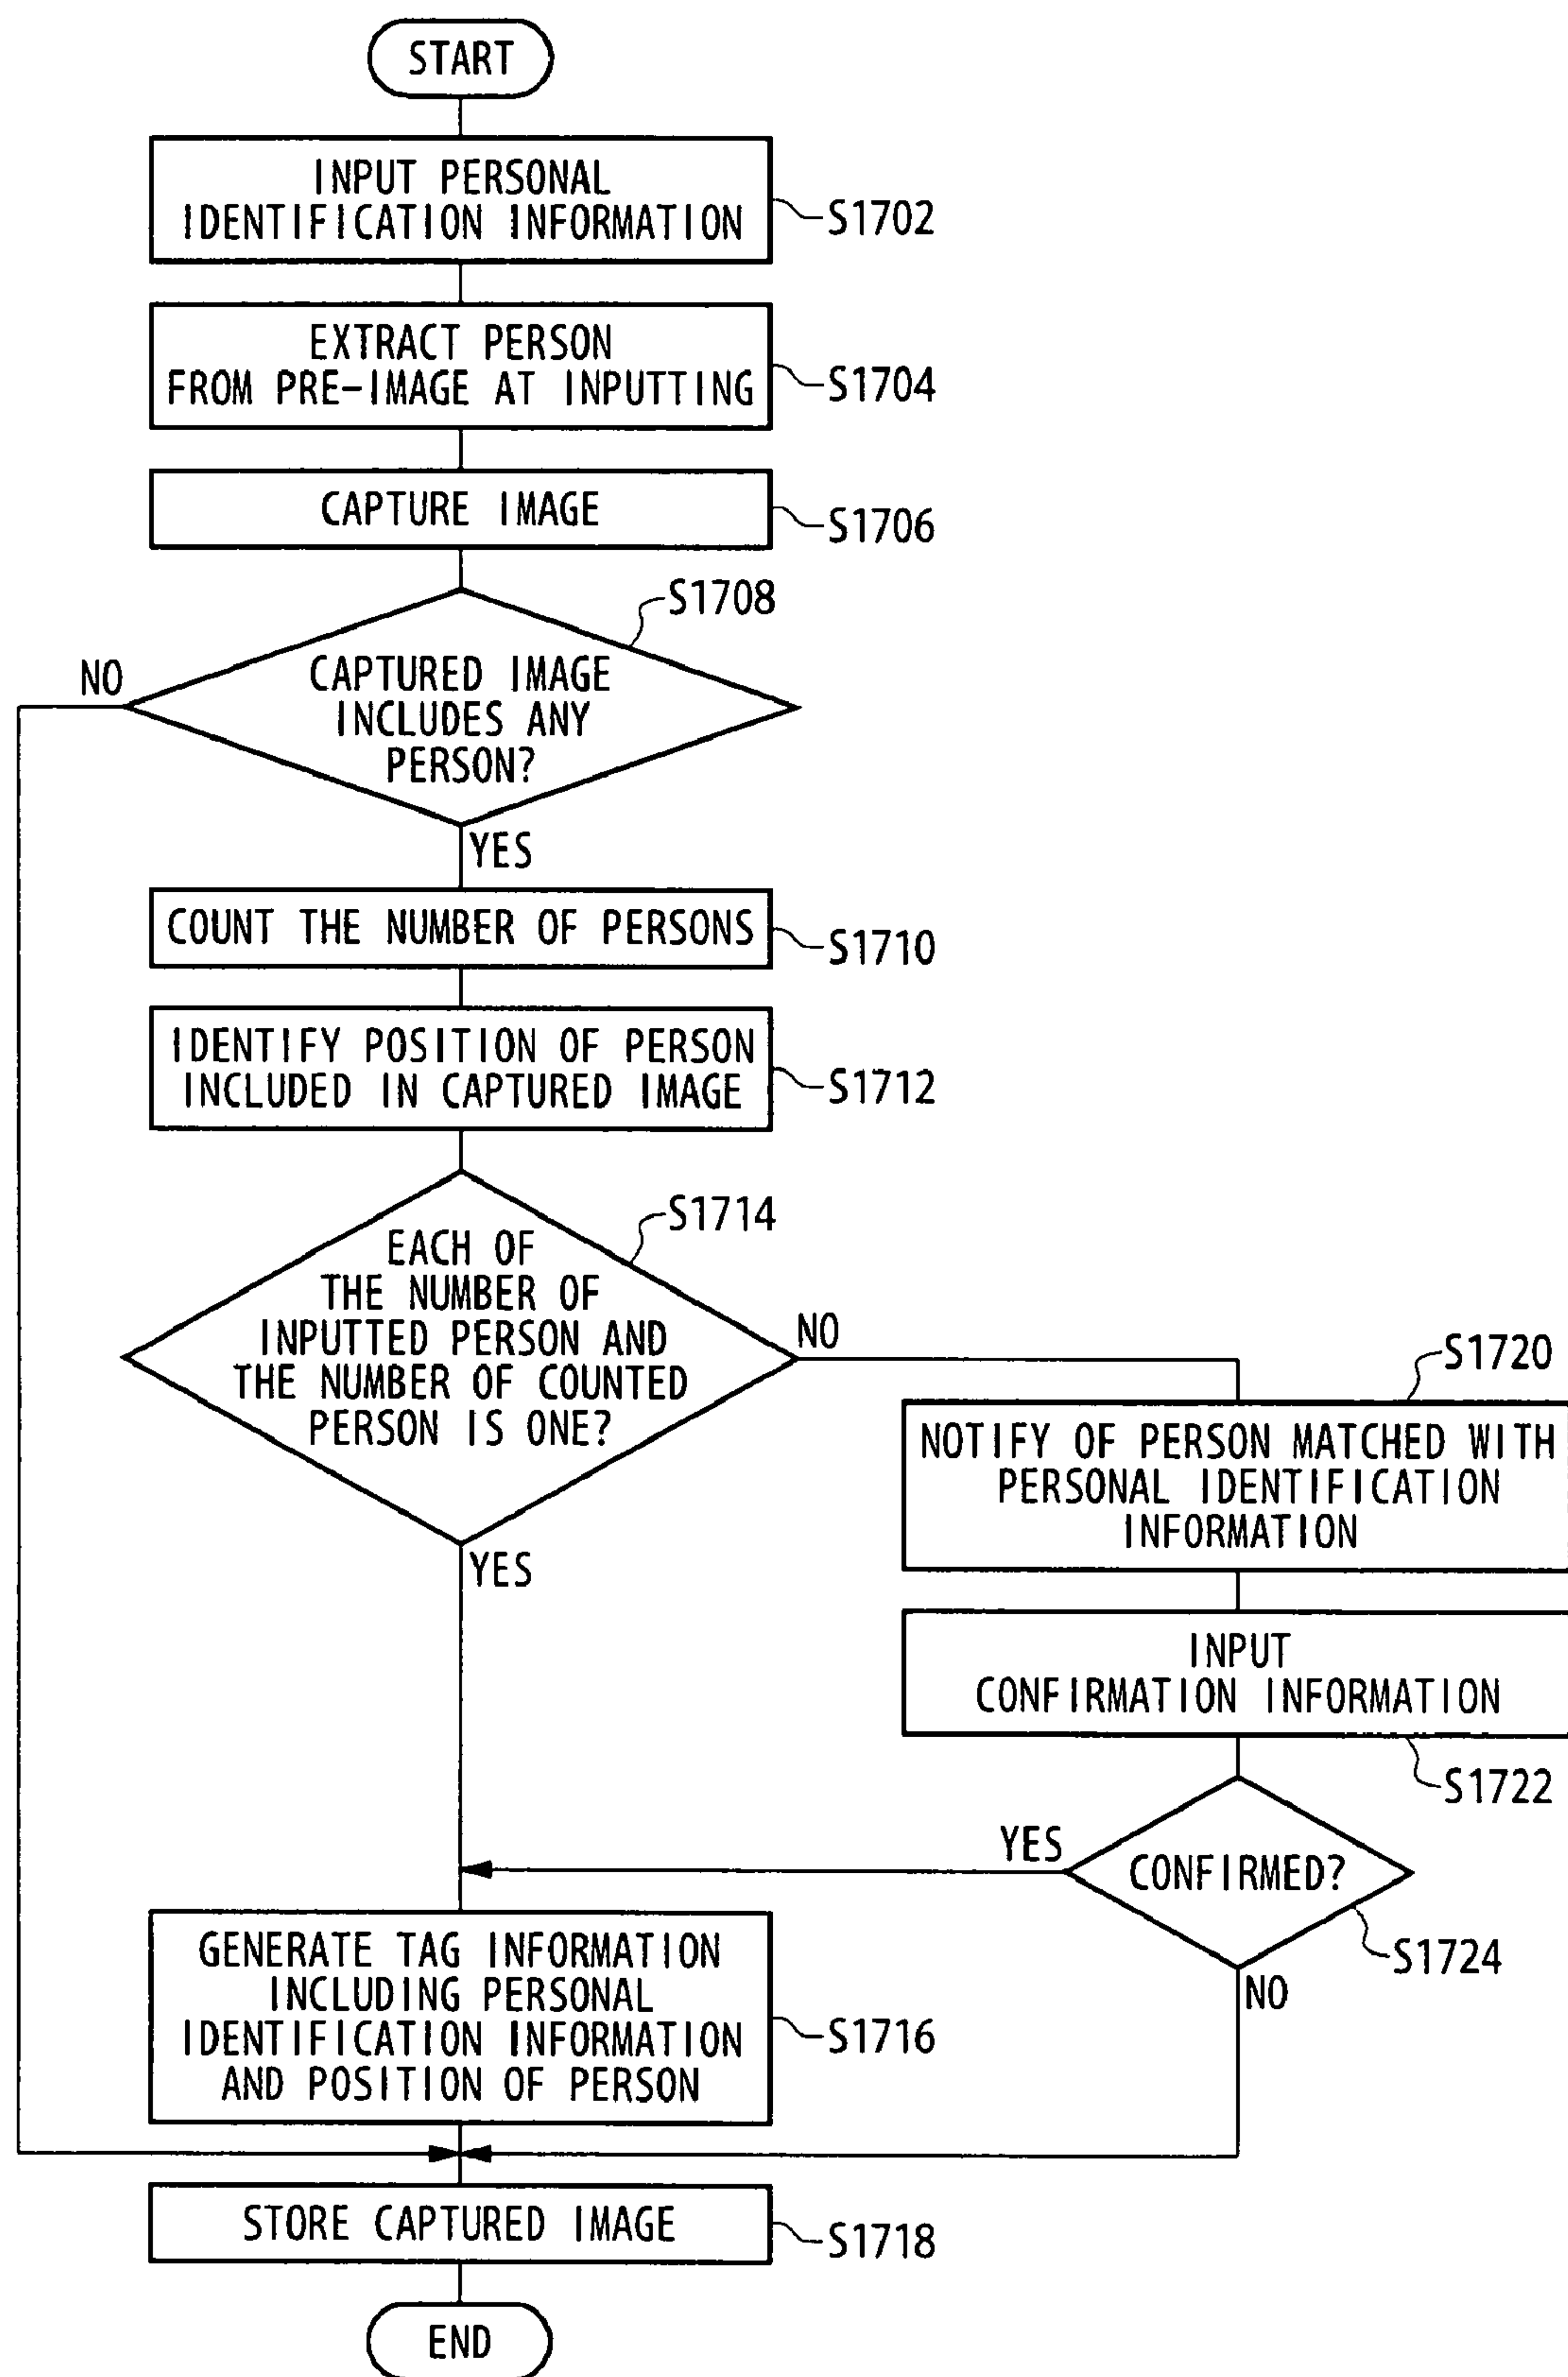 START
INPUT PERSONAL
IDENTIFICATION INFORMATION
S1702
EXTRACT PERSON
FROM PRE-IMAGE AT INPUTTING
S1704
CAPTURE IMAGE
S1706
S1708
NO
CAPTURED IMAGE
INCLUDES ANY
PERSON?
YES
COUNT THE NUMBER OF PERSONS
S1710
IDENTIFY POSITION OF PERSON
INCLUDED IN CAPTURED IMAGE
S1712
S1714
EACH OF
THE NUMBER OF
INPUTTED PERSON AND
THE NUMBER OF COUNTED
PERSON IS ONE?
NO
YES
S1720
NOTIFY OF PERSON MATCHED WITH
PERSONAL IDENTIFICATION
INFORMATION
INPUT
CONFIRMATION INFORMATION
S1722
YES
CONFIRMED?
S1724
NO
GENERATE TAG INFORMATION
INCLUDING PERSONAL
IDENTIFICATION INFORMATION
AND POSITION OF PERSON
S1716
STORE CAPTURED IMAGE
S1718
END